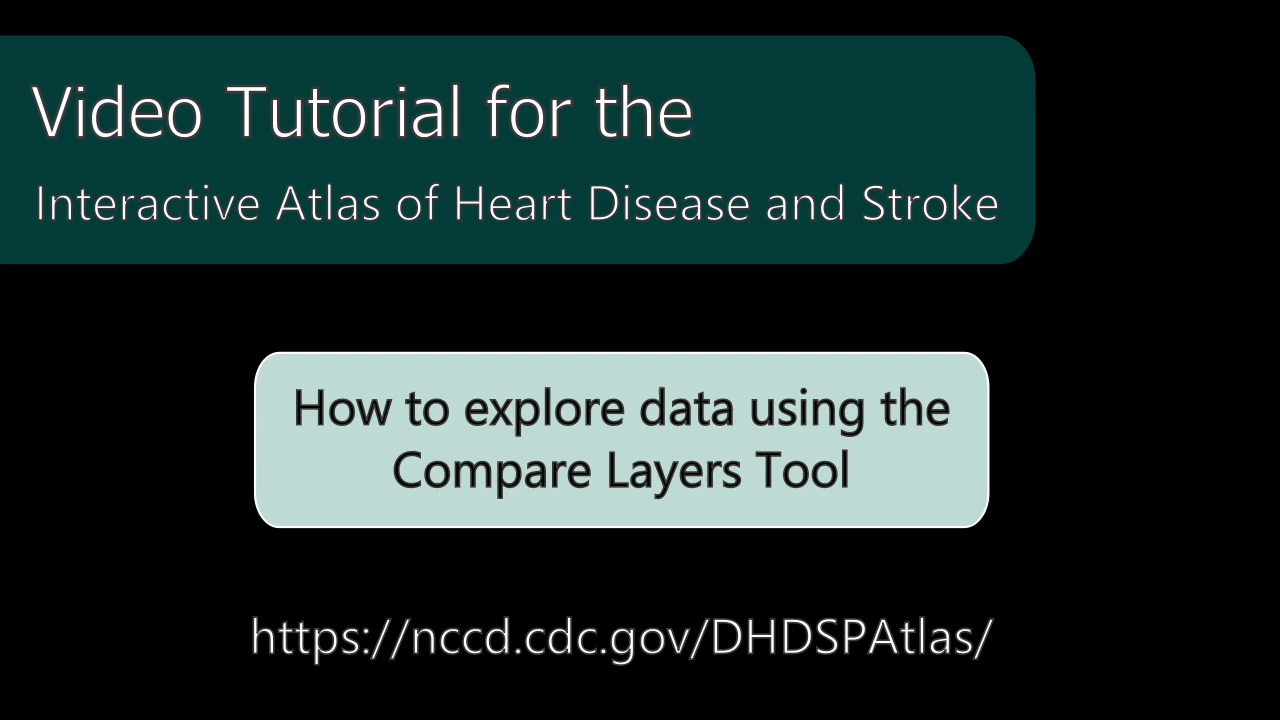 Video Tutorial for the
Interactive Atlas of Heart Disease and Stroke
How to explore data using the
Compare Layers Tool
https://nccd.cdc.gov/DHDSPAtlas/